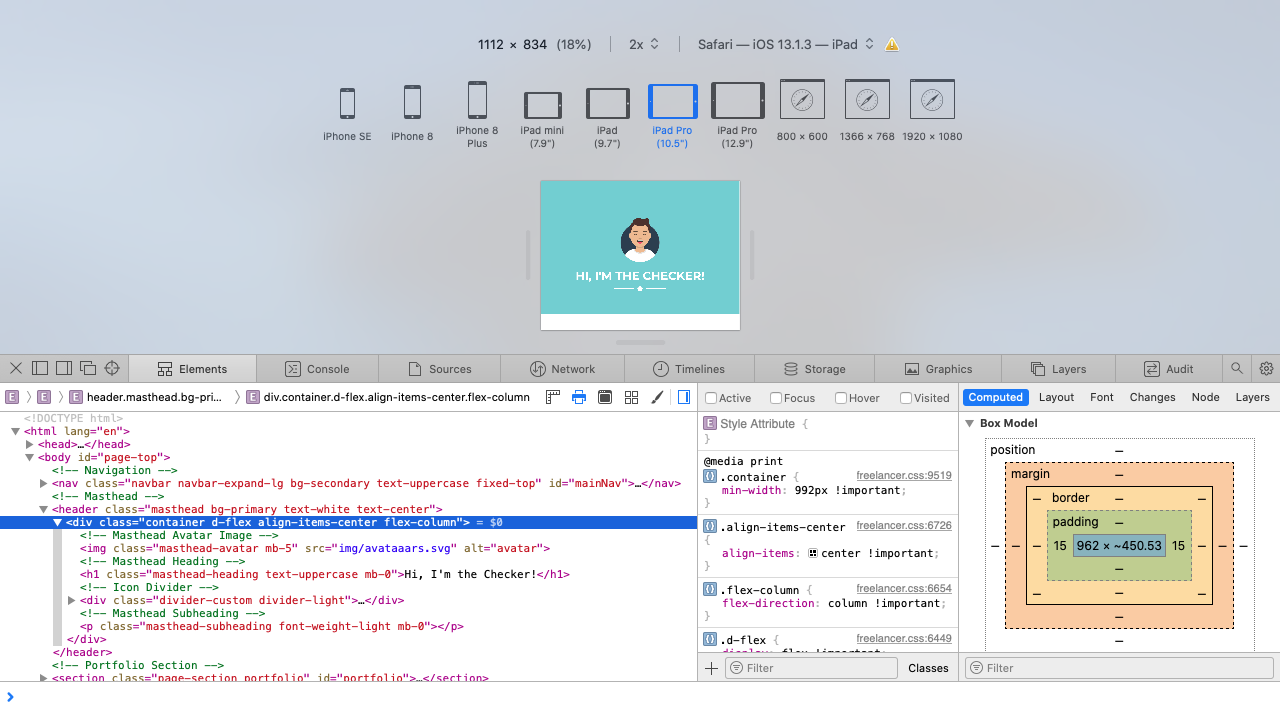 1112 × 834 (18%) 2x Safari — iOS 13.1.3 — iPad
iPhone SE
iPhone 8
iPhone 8 Plus
iPad mini (7.9")
iPad (9.7")
iPad Pro (10.5")
iPad Pro (12.9")
800 × 600
1366 × 768
1920 × 1080
HI, I'M THE CHECKER!
Elements Console Sources Network Timelines Storage Graphics Layers Audit
E E E header.masthead.bg-pri... E div.container.d-flex.align-items-center.flex-column
<!DOCTYPE html>
<html lang="en">
<head>…</head>
<body id="page-top">
<!-- Navigation -->
<nav class="navbar navbar-expand-lg bg-secondary text-uppercase fixed-top" id="mainNav">…</nav>
<!-- Masthead -->
<header class="masthead bg-primary text-white text-center">
<div class="container d-flex align-items-center flex-column"> = $0
<!-- Masthead Avatar Image -->
<img class="masthead-avatar mb-5" src="img/avataaars.svg" alt="avatar">
<!-- Masthead Heading -->
<h1 class="masthead-heading text-uppercase mb-0">Hi, I'm the Checker!</h1>
<!-- Icon Divider -->
<div class="divider-custom divider-light">…</div>
<!-- Masthead Subheading -->
<p class="masthead-subheading font-weight-light mb-0"></p>
</div>
</header>
<!-- Portfolio Section -->
<section class="page-section portfolio" id="portfolio">…</section>
Active Focus Hover Visited
E Style Attribute {
}
@media print
.container { freelancer.css:9519
min-width: 992px !important;
}
.align-items-center freelancer.css:6726
{
align-items: center !important;
}
.flex-column { freelancer.css:6654
flex-direction: column !important;
}
.d-flex { freelancer.css:6449
display: flex !important;
Filter Classes
Computed Layout Font Changes Node Layers
Box Model
position –
margin –
– border – –
padding –
– – – 15 962 × ~450.53 15 – – –
–
– – –
–
–
Filter